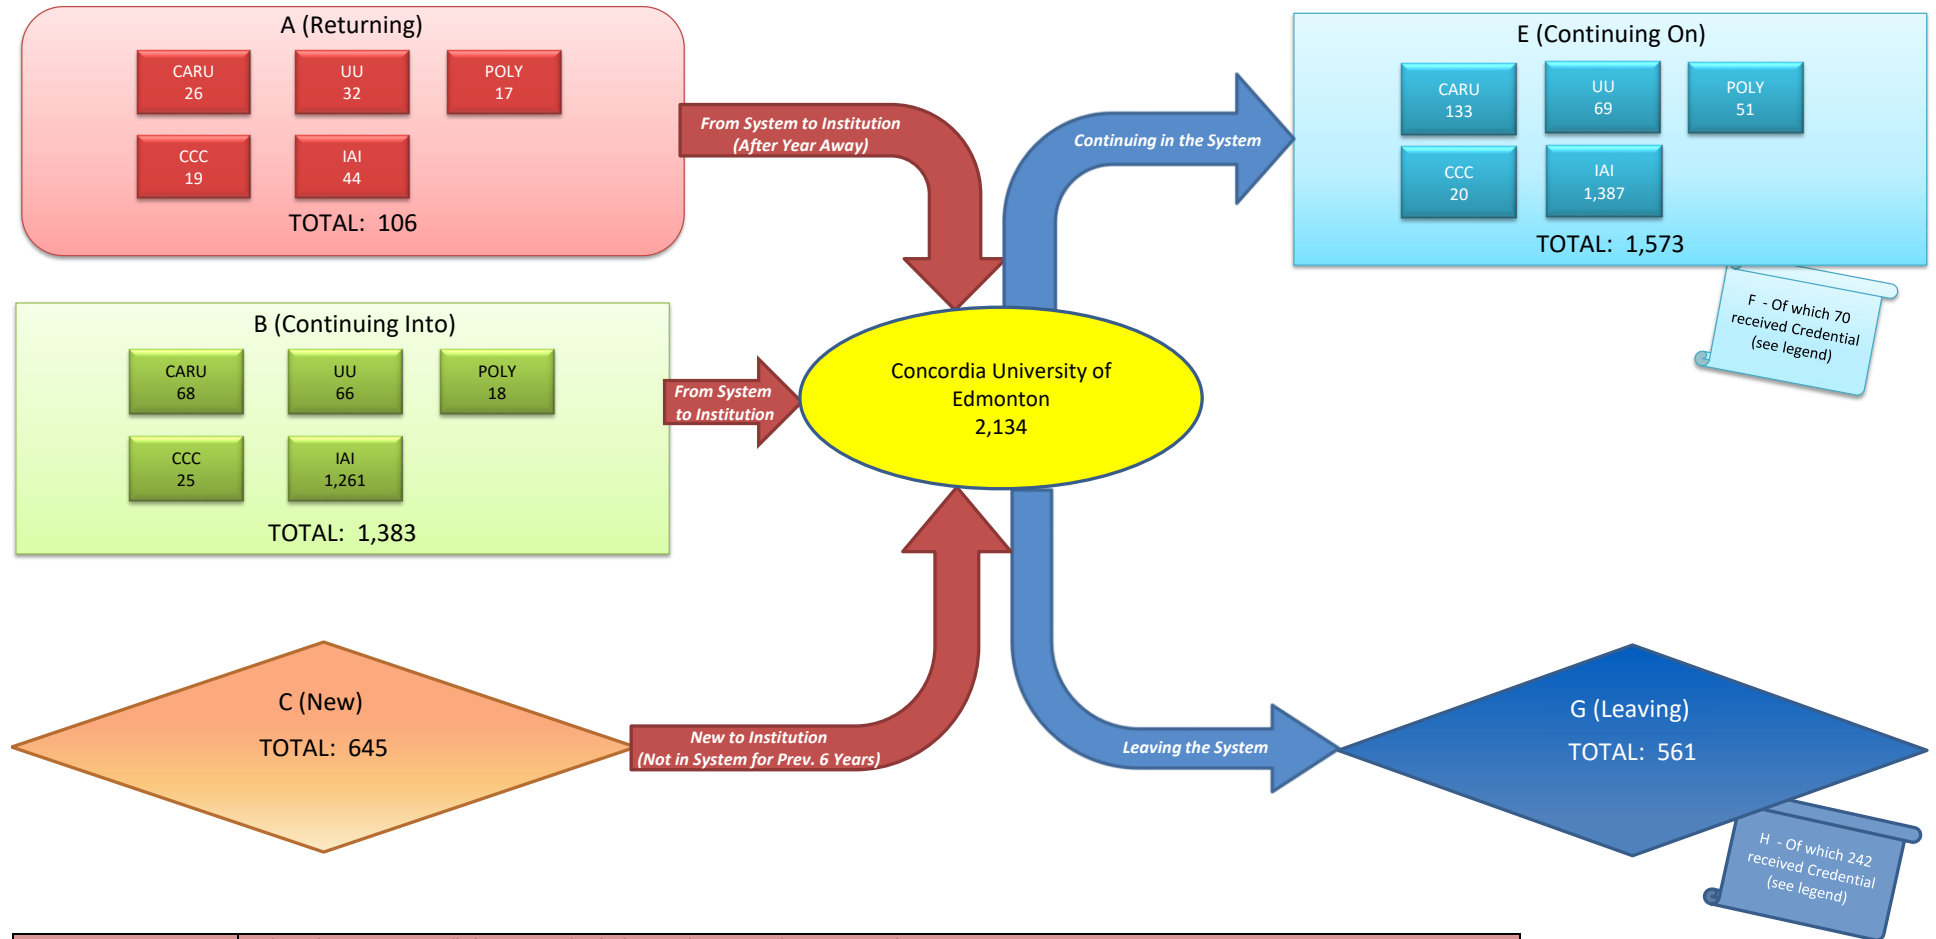 A (Returning)
CARU
26
UU
32
POLY
17
CCC
19
IAI
44
TOTAL: 106
From System to Institution
(After Year Away)
B (Continuing Into)
CARU
68
UU
66
POLY
18
CCC
25
IAI
1,261
TOTAL: 1,383
From System
to Institution
C (New)
TOTAL: 645
New to Institution
(Not in System for Prev. 6 Years)
Concordia University of
Edmonton
2,134
Continuing in the System
E (Continuing On)
CARU
133
UU
69
POLY
51
CCC
20
IAI
1,387
TOTAL: 1,573
F - Of which 70
received Credential
(see legend)
Leaving the System
G (Leaving)
TOTAL: 561
H - Of which 242
received Credential
(see legend)